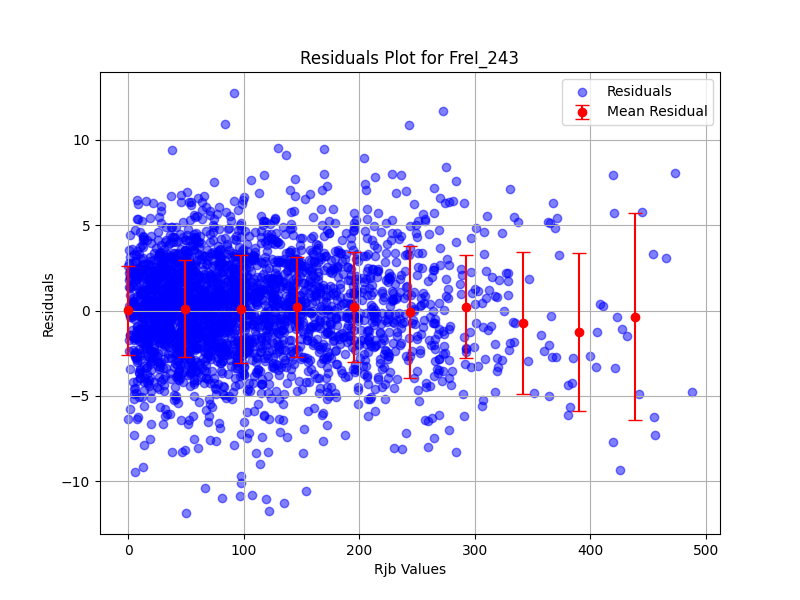 Residuals Plot for FreI_243
Residuals
Mean Residual
10
5
0
−5
−10
Residuals
0 100 200 300 400 500
Rjb Values